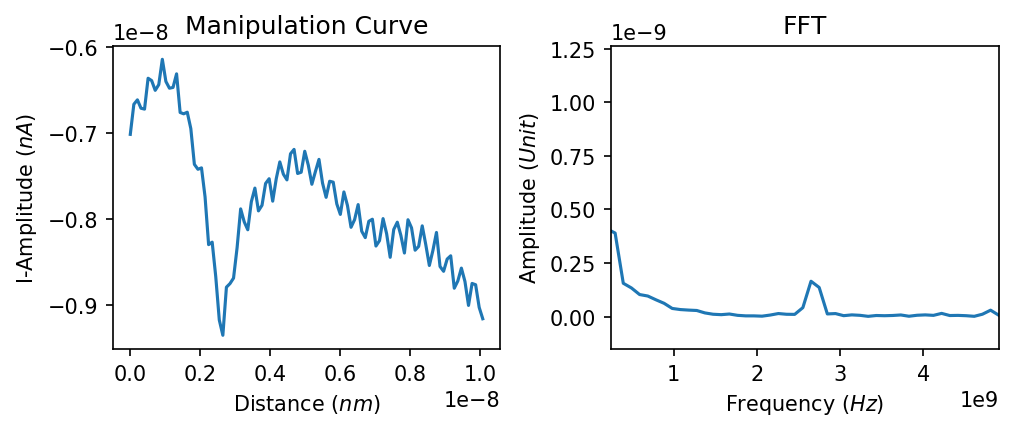 Manipulation Curve
1e−8
−0.6
−0.7
−0.8
−0.9
I-Amplitude (nA)
0.0 0.2 0.4 0.6 0.8 1.0
Distance (nm)
1e−8
FFT
1e−9
1.25
1.00
0.75
0.50
0.25
0.00
Amplitude (Unit)
1 2 3 4
Frequency (Hz)
1e9